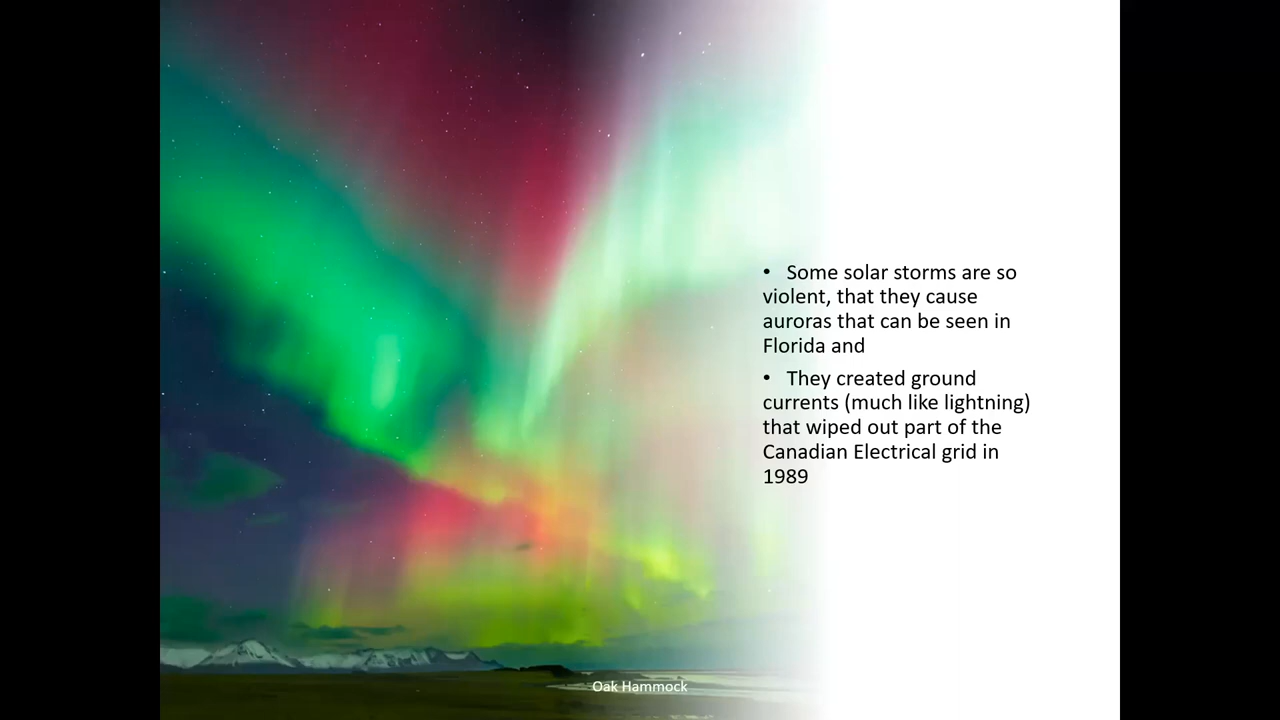 • Some solar storms are so
violent, that they cause
auroras that can be seen in
Florida and
• They created ground
currents (much like lightning)
that wiped out part of the
Canadian Electrical grid in
1989
Oak Hammock